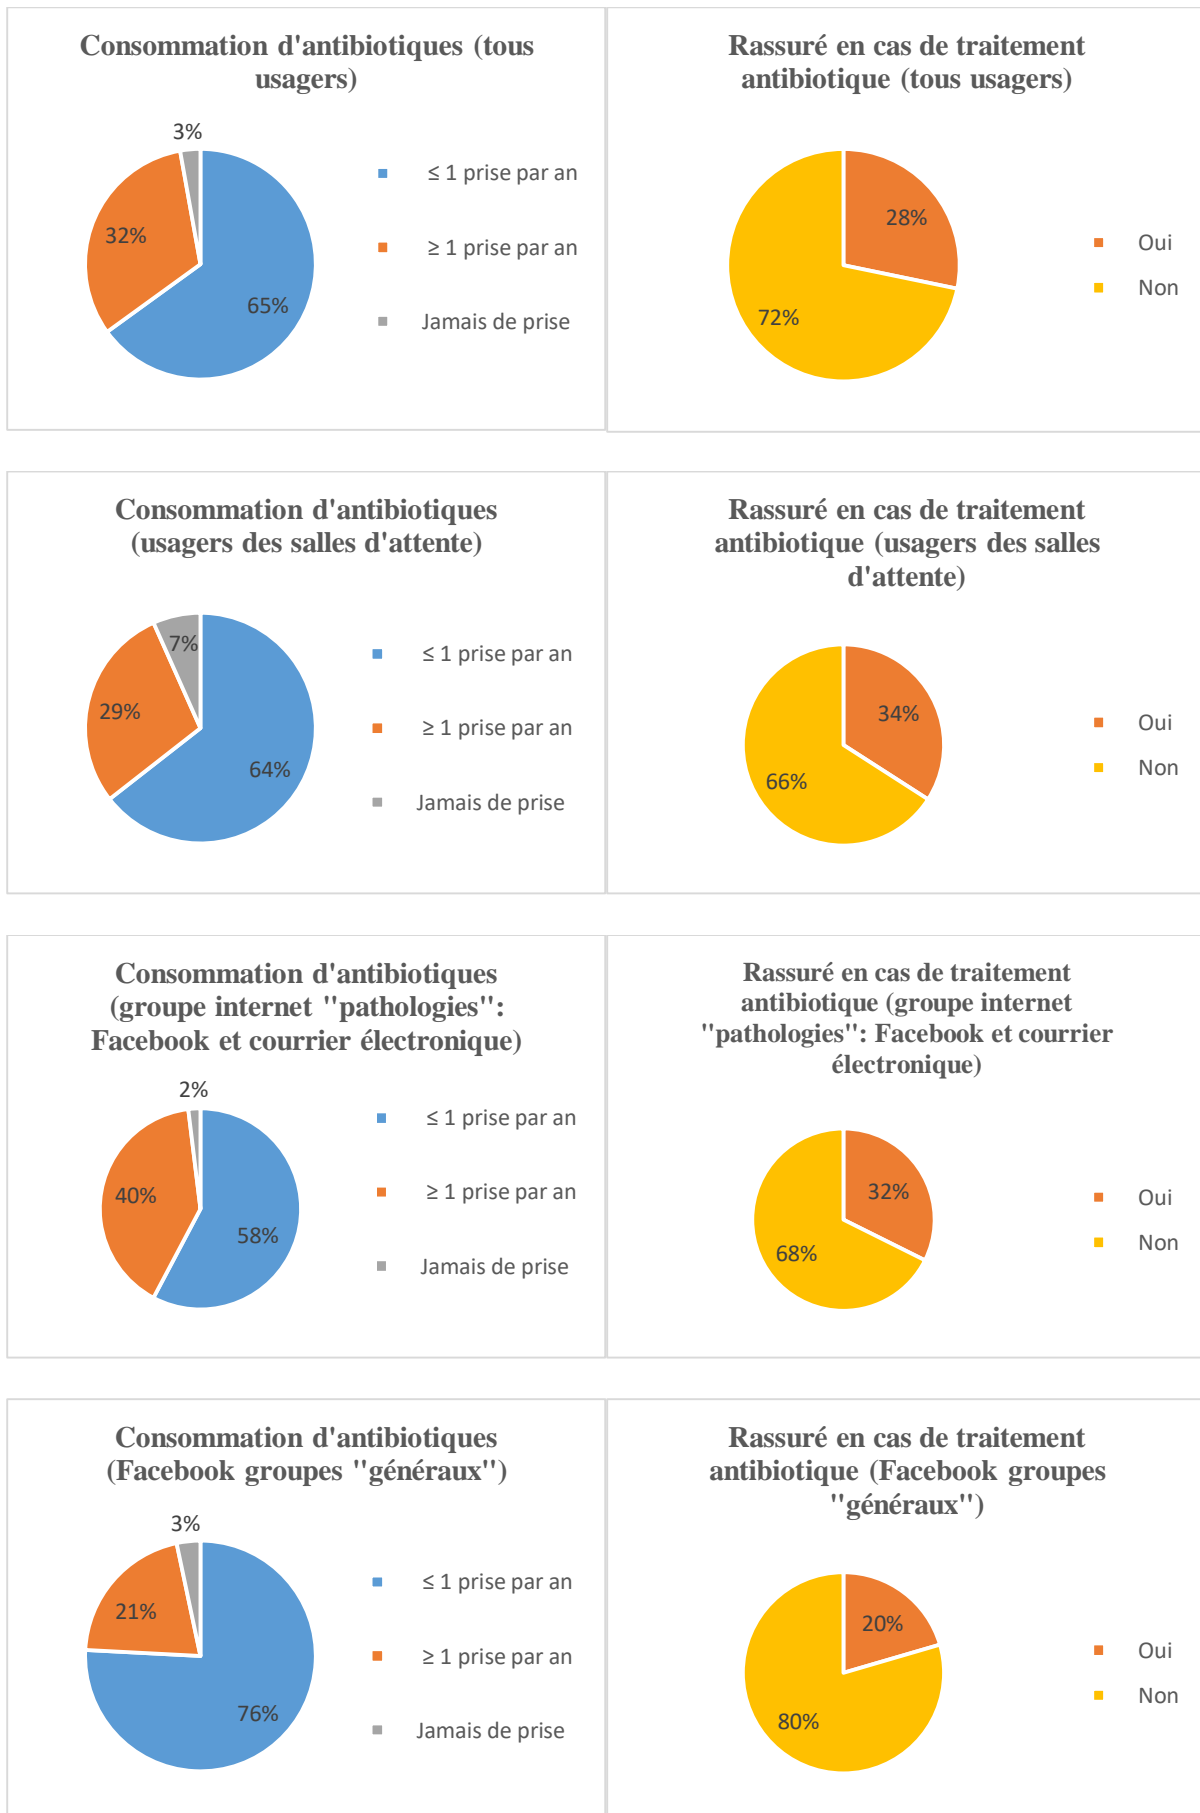 Consommation d'antibiotiques (tous
usagers)
3%
32%
65%
≤ 1 prise par an
≥ 1 prise par an
Jamais de prise
Rassuré en cas de traitement
antibiotique (tous usagers)
28%
72%
Oui
Non
Consommation d'antibiotiques
(usagers des salles d'attente)
7%
29%
64%
≤ 1 prise par an
≥ 1 prise par an
Jamais de prise
Rassuré en cas de traitement
antibiotique (usagers des salles
d'attente)
34%
66%
Oui
Non
Consommation d'antibiotiques
(groupe internet "pathologies":
Facebook et courrier électronique)
2%
40%
58%
≤ 1 prise par an
≥ 1 prise par an
Jamais de prise
Rassuré en cas de traitement
antibiotique (groupe internet
"pathologies": Facebook et courrier
électronique)
32%
68%
Oui
Non
Consommation d'antibiotiques
(Facebook groupes "généraux")
3%
21%
76%
≤ 1 prise par an
≥ 1 prise par an
Jamais de prise
Rassuré en cas de traitement
antibiotique (Facebook groupes
"généraux")
20%
80%
Oui
Non